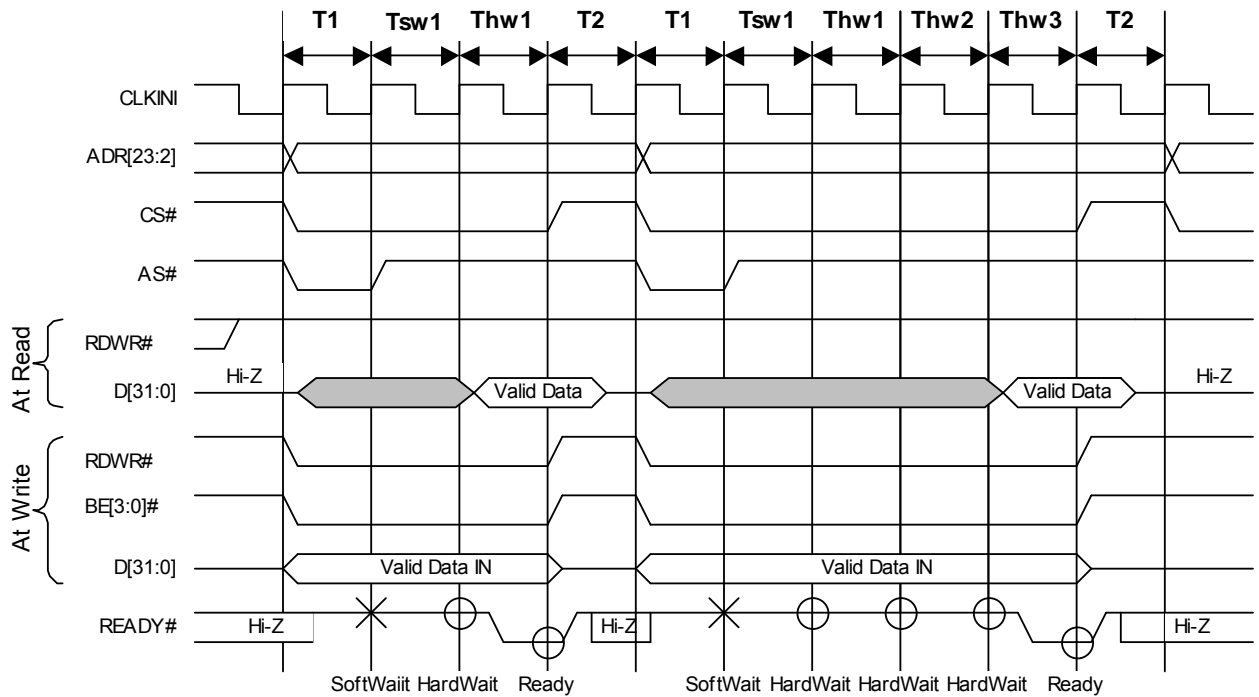 T1 Tsw1 Thw1 T2 T1 Tsw1 Thw1 Thw2 Thw3 T2
CLKINI
ADR[23:2]
CS#
AS#
At Read
RDWR#
D[31:0] Hi-Z Valid Data Valid Data Hi-Z
At Write
RDWR#
BE[3:0]#
D[31:0] Valid Data IN Valid Data IN
READY# Hi-Z Hi-Z Hi-Z
SoftWaiit HardWait Ready SoftWait HardWait HardWait HardWait Ready